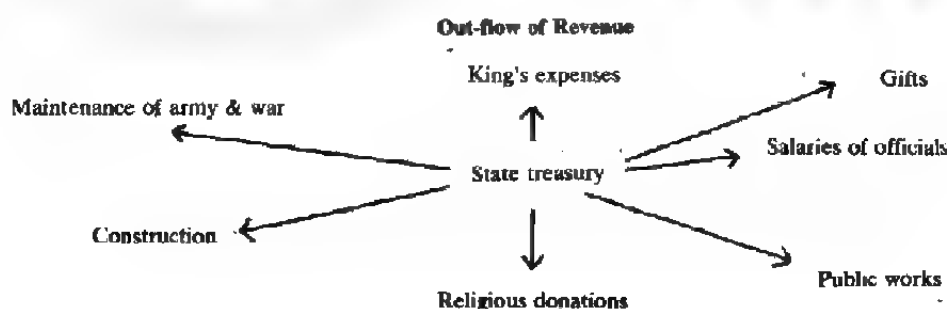 Out-flow of Revenue
King's expenses
Gifts
Maintenance of army & war
Salaries of officials
State treasury
Construction
Public works
Religious donations